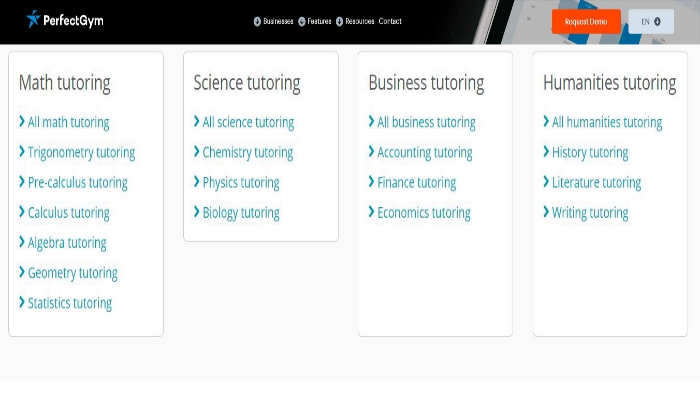 PerfectGym
Businesses Features Resources Contact
Request Demo
EN
Math tutoring
All math tutoring
Trigonometry tutoring
Pre-calculus tutoring
Calculus tutoring
Algebra tutoring
Geometry tutoring
Statistics tutoring
Science tutoring
All science tutoring
Chemistry tutoring
Physics tutoring
Biology tutoring
Business tutoring
All business tutoring
Accounting tutoring
Finance tutoring
Economics tutoring
Humanities tutoring
All humanities tutoring
History tutoring
Literature tutoring
Writing tutoring